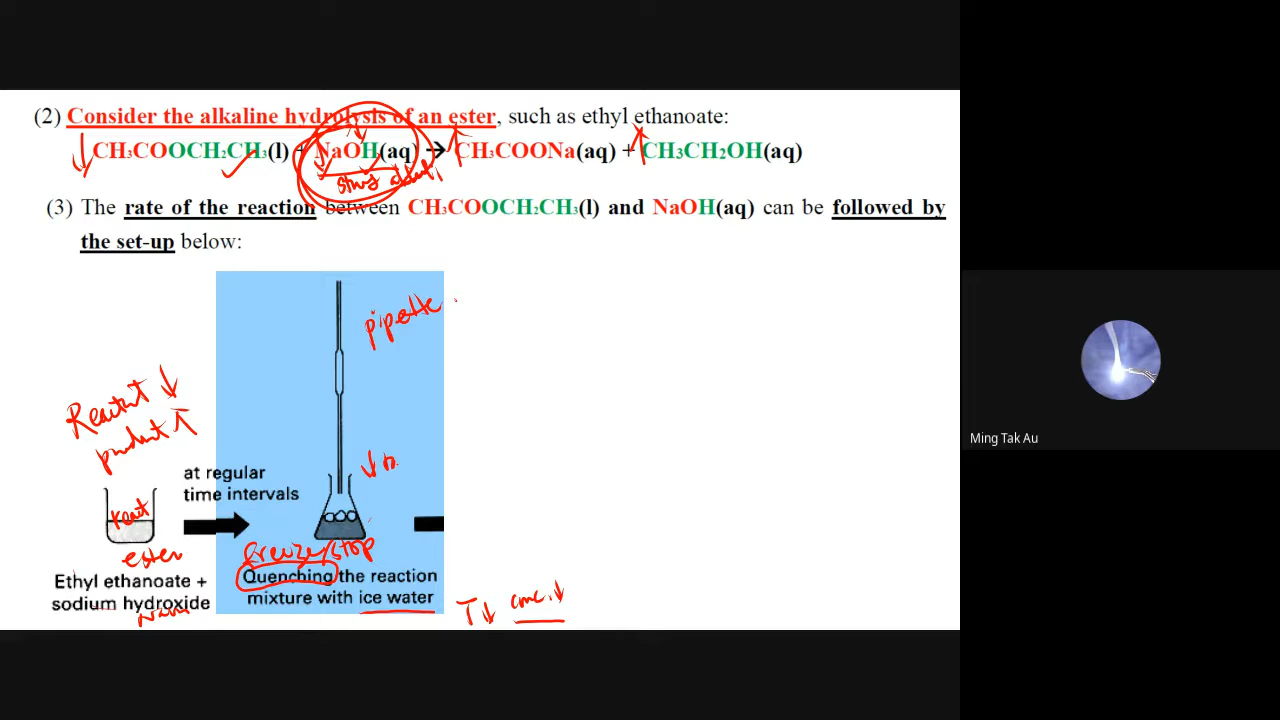 (2) Consider the alkaline hydrolysis of an ester, such as ethyl ethanoate:
CH3COOCH2CH3(l) + NaOH(aq) → CH3COONa(aq) + CH3CH2OH(aq)
strong alkali
(3) The rate of the reaction between CH3COOCH2CH3(l) and NaOH(aq) can be followed by
the set-up below:
pipette
Reactant ↓
product ↑
at regular
time intervals
react
ester
freeze/stop
Ethyl ethanoate +
sodium hydroxide
NaOH
Quenching the reaction
mixture with ice water
T↓ conc.↓
Ming Tak Au